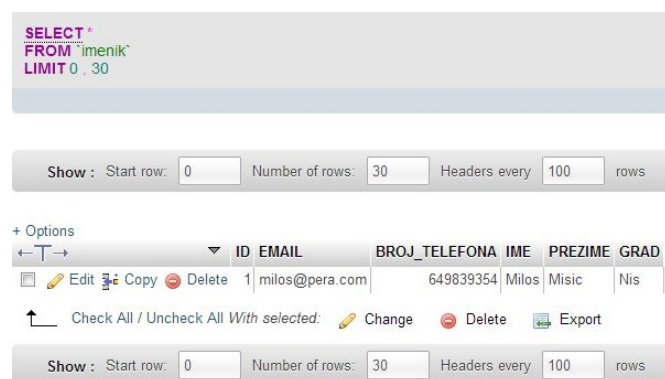 SELECT *
FROM `imenik`
LIMIT 0 , 30
Show : Start row: 0 Number of rows: 30 Headers every 100 rows
+ Options
←T→ ▼ ID EMAIL BROJ_TELEFONA IME PREZIME GRAD
Edit Copy Delete 1 milos@pera.com 649839354 Milos Misic Nis
Check All / Uncheck All With selected: Change Delete Export
Show : Start row: 0 Number of rows: 30 Headers every 100 rows